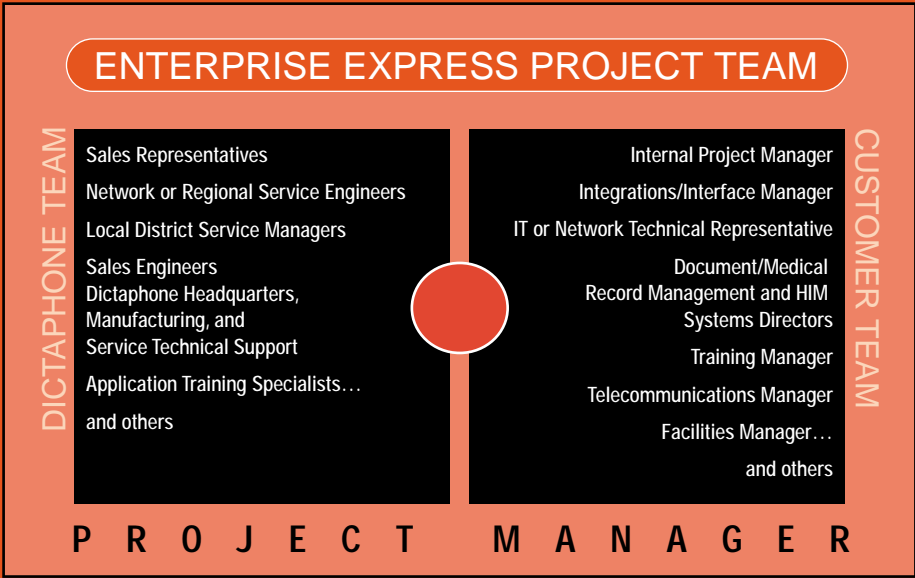 ENTERPRISE EXPRESS PROJECT TEAM
DICTAPHONE TEAM
Sales Representatives
Network or Regional Service Engineers
Local District Service Managers
Sales Engineers
Dictaphone Headquarters,
Manufacturing, and
Service Technical Support
Application Training Specialists…
and others
Internal Project Manager
Integrations/Interface Manager
IT or Network Technical Representative
Document/Medical
Record Management and HIM
Systems Directors
Training Manager
Telecommunications Manager
Facilities Manager…
and others
CUSTOMER TEAM
PROJECT MANAGER